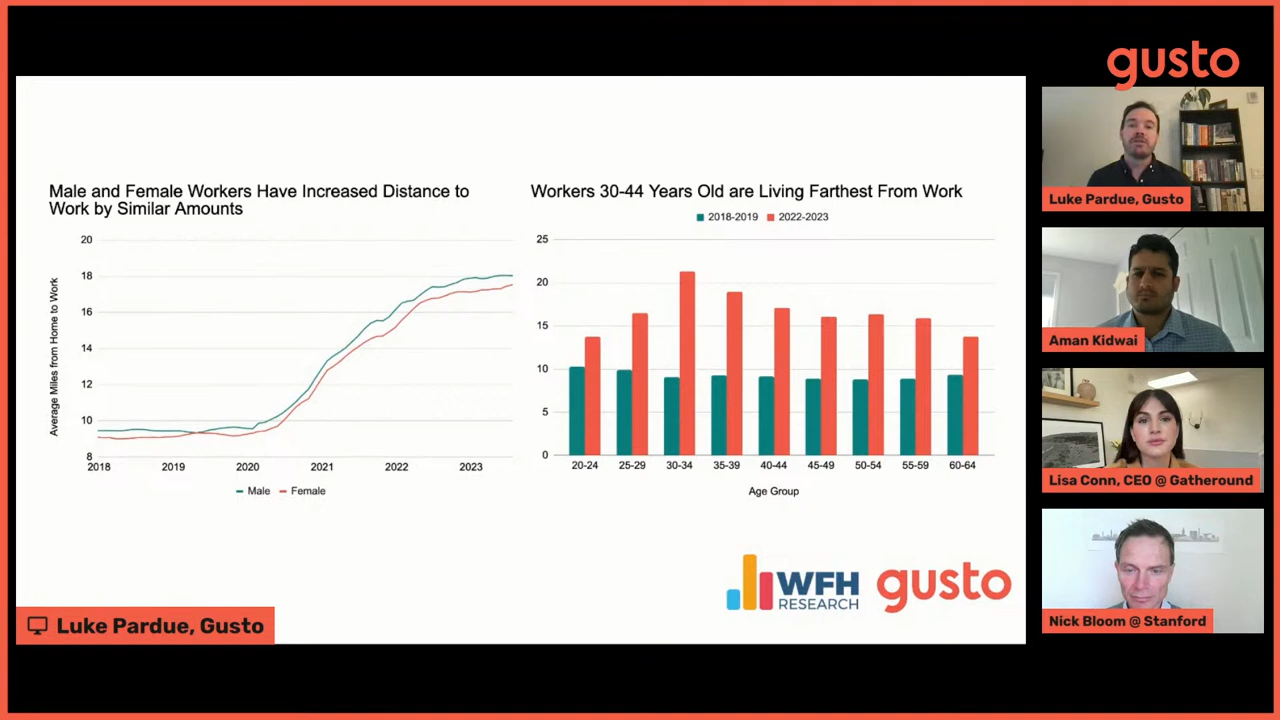 gusto
Male and Female Workers Have Increased Distance to
Work by Similar Amounts
Average Miles from Home to Work
20
18
16
14
12
10
8
2018 2019 2020 2021 2022 2023
Male Female
Workers 30-44 Years Old are Living Farthest From Work
2018-2019 2022-2023
25
20
15
10
5
0
20-24 25-29 30-34 35-39 40-44 45-49 50-54 55-59 60-64
Age Group
WFH
RESEARCH
gusto
Luke Pardue, Gusto
Luke Pardue, Gusto
Aman Kidwai
Lisa Conn, CEO @ Gatheround
Nick Bloom @ Stanford